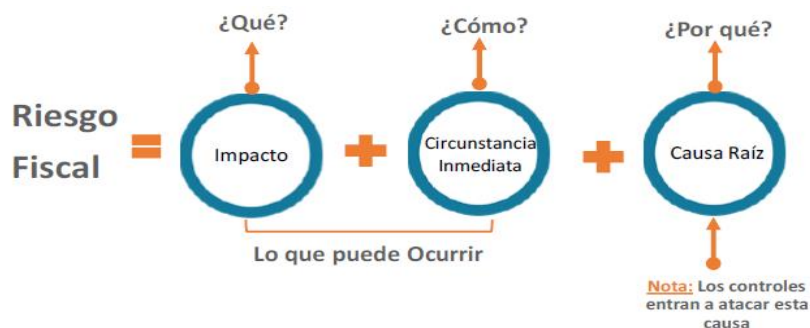 ¿Qué?
¿Cómo?
¿Por qué?
Riesgo
Fiscal
=
Impacto
+
Circunstancia
Inmediata
+
Causa Raíz
Lo que puede Ocurrir
Nota: Los controles
entran a atacar esta
causa